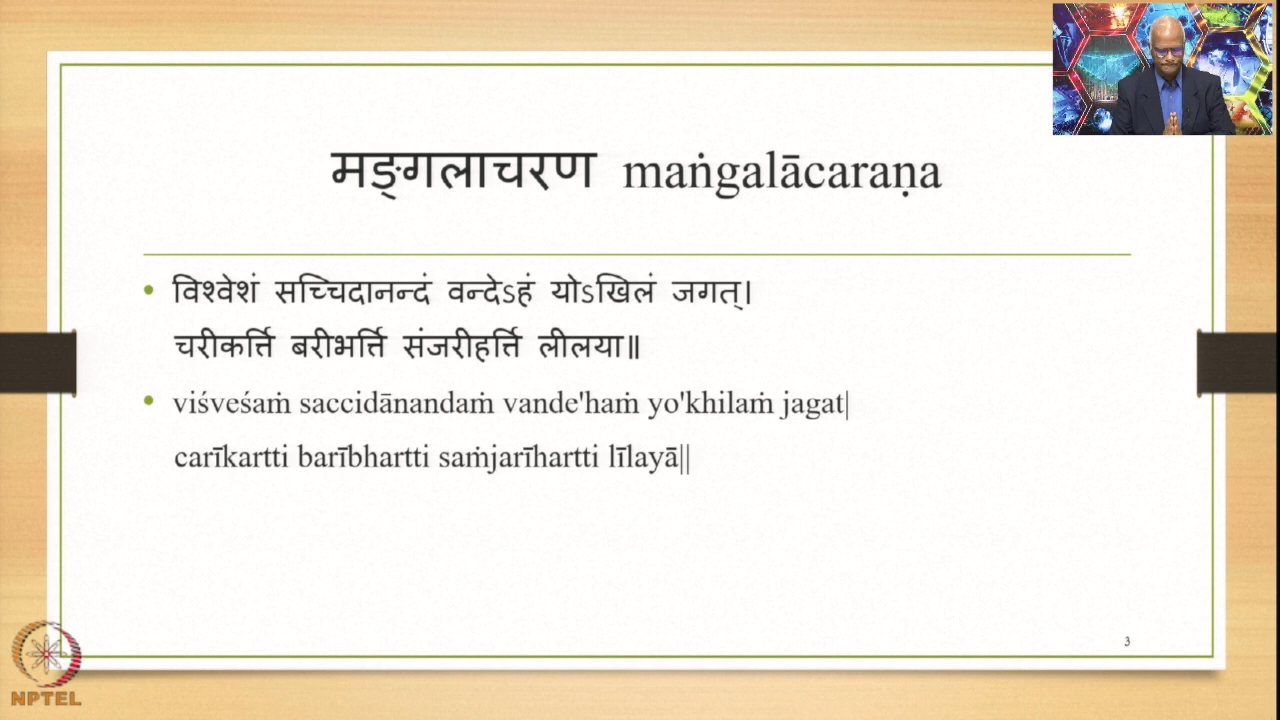 मङ्गलाचरण maṅgalācaraṇa
• विश्वेशं सच्चिदानन्दं वन्देऽहं योऽखिलं जगत्।
चरीकर्त्ति बरीभर्त्ति संजरीहर्त्ति लीलया॥
• viśveśaṁ saccidānandaṁ vande'haṁ yo'khilaṁ jagat|
carīkartti barībhartti saṁjarīhartti līlayā||
3
NPTEL